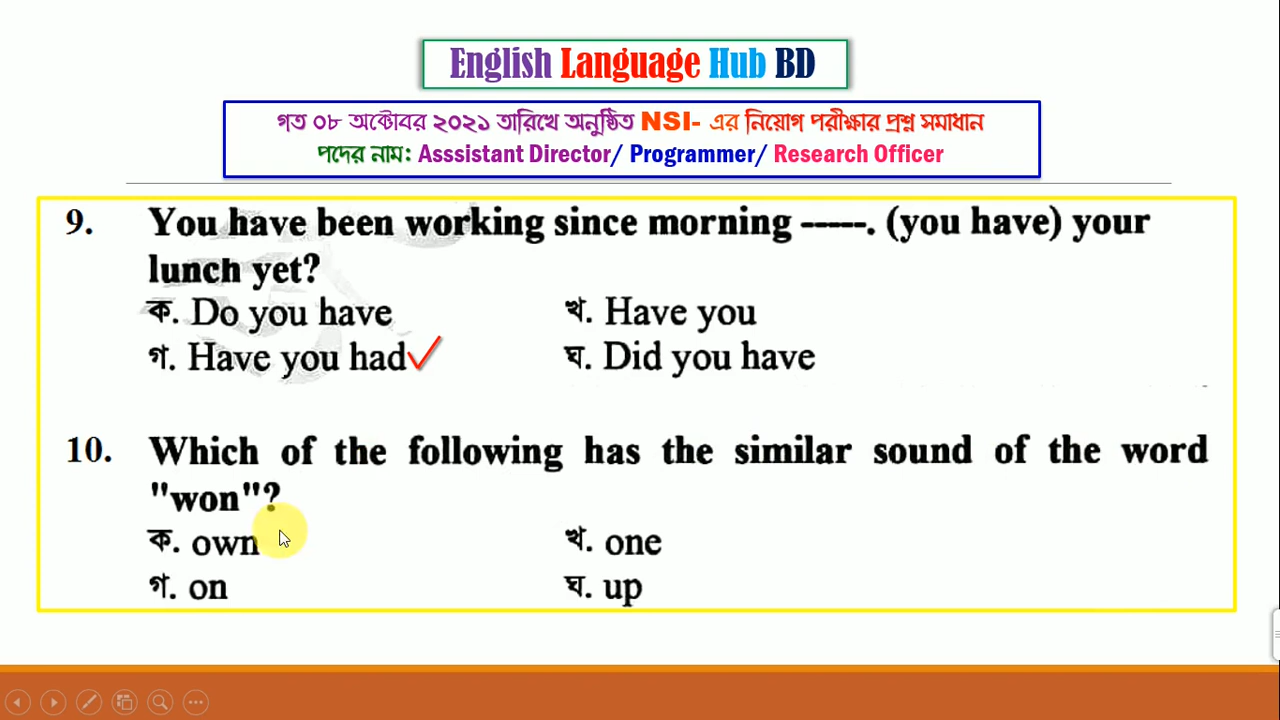 English Language Hub BD
গত ০৮ অক্টোবর ২০২১ তারিখে অনুষ্ঠিত NSI- এর নিয়োগ পরীক্ষার প্রশ্ন সমাধান
পদের নাম: Asssistant Director/ Programmer/ Research Officer
9. You have been working since morning -----. (you have) your
lunch yet?
ক. Do you have খ. Have you
গ. Have you had ঘ. Did you have
10. Which of the following has the similar sound of the word
"won"?
ক. own খ. one
গ. on ঘ. up